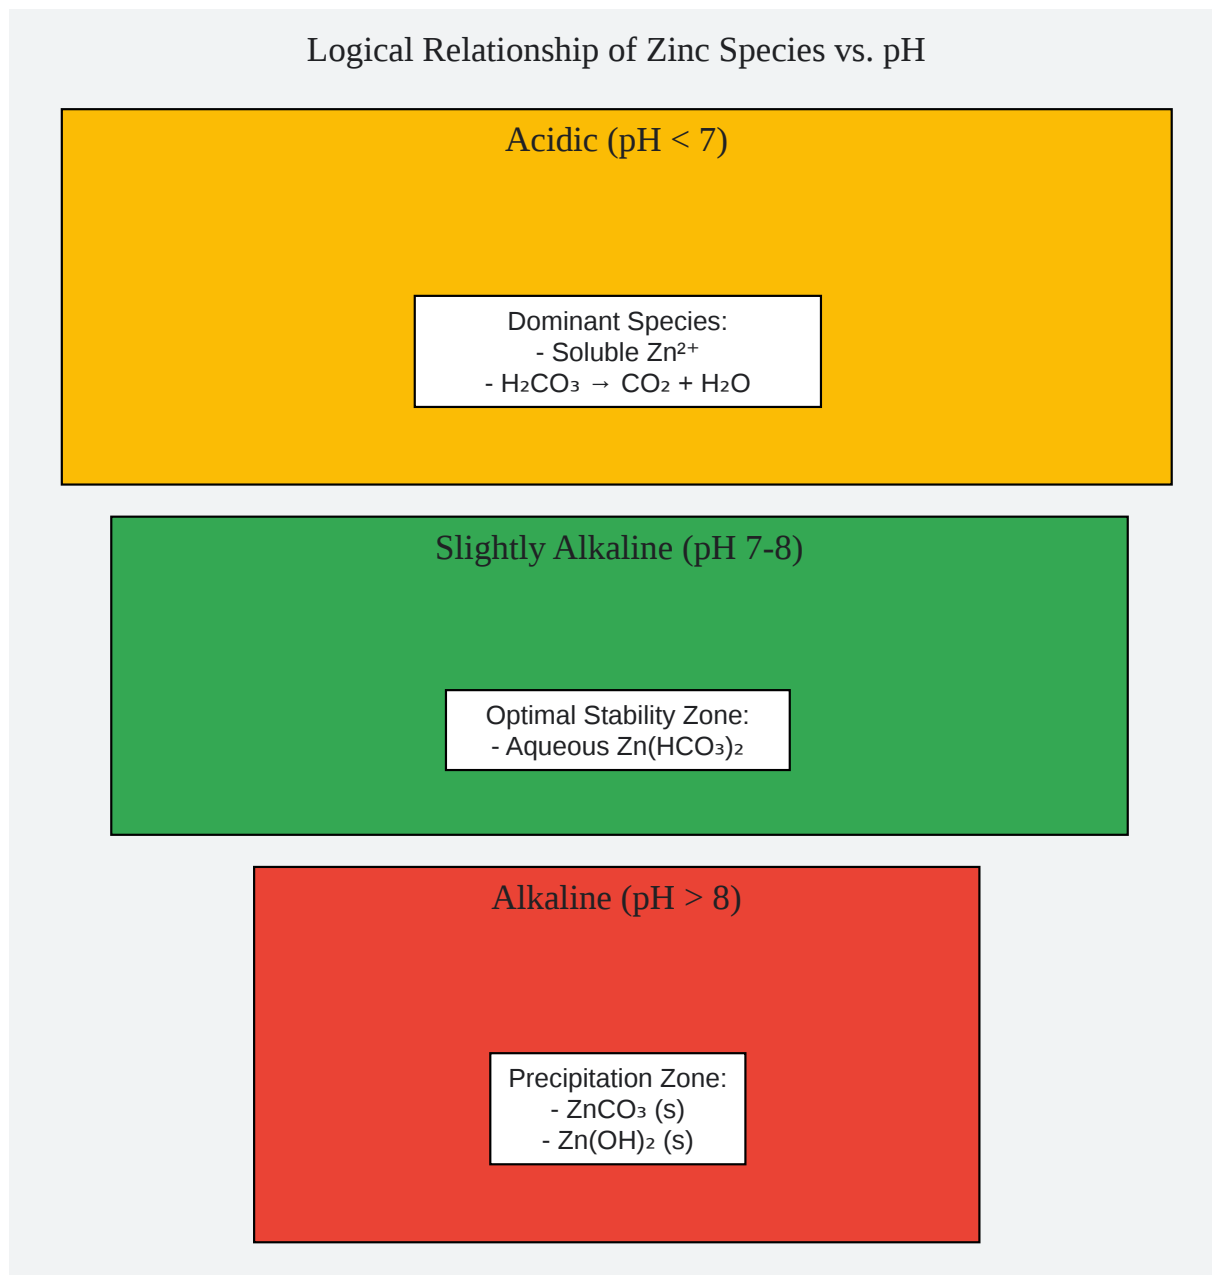 Logical Relationship of Zinc Species vs. pH
Acidic (pH < 7)
Dominant Species:
- Soluble Zn²⁺
- H₂CO₃ → CO₂ + H₂O
Slightly Alkaline (pH 7-8)
Optimal Stability Zone:
- Aqueous Zn(HCO₃)₂
Alkaline (pH > 8)
Precipitation Zone:
- ZnCO₃ (s)
- Zn(OH)₂ (s)